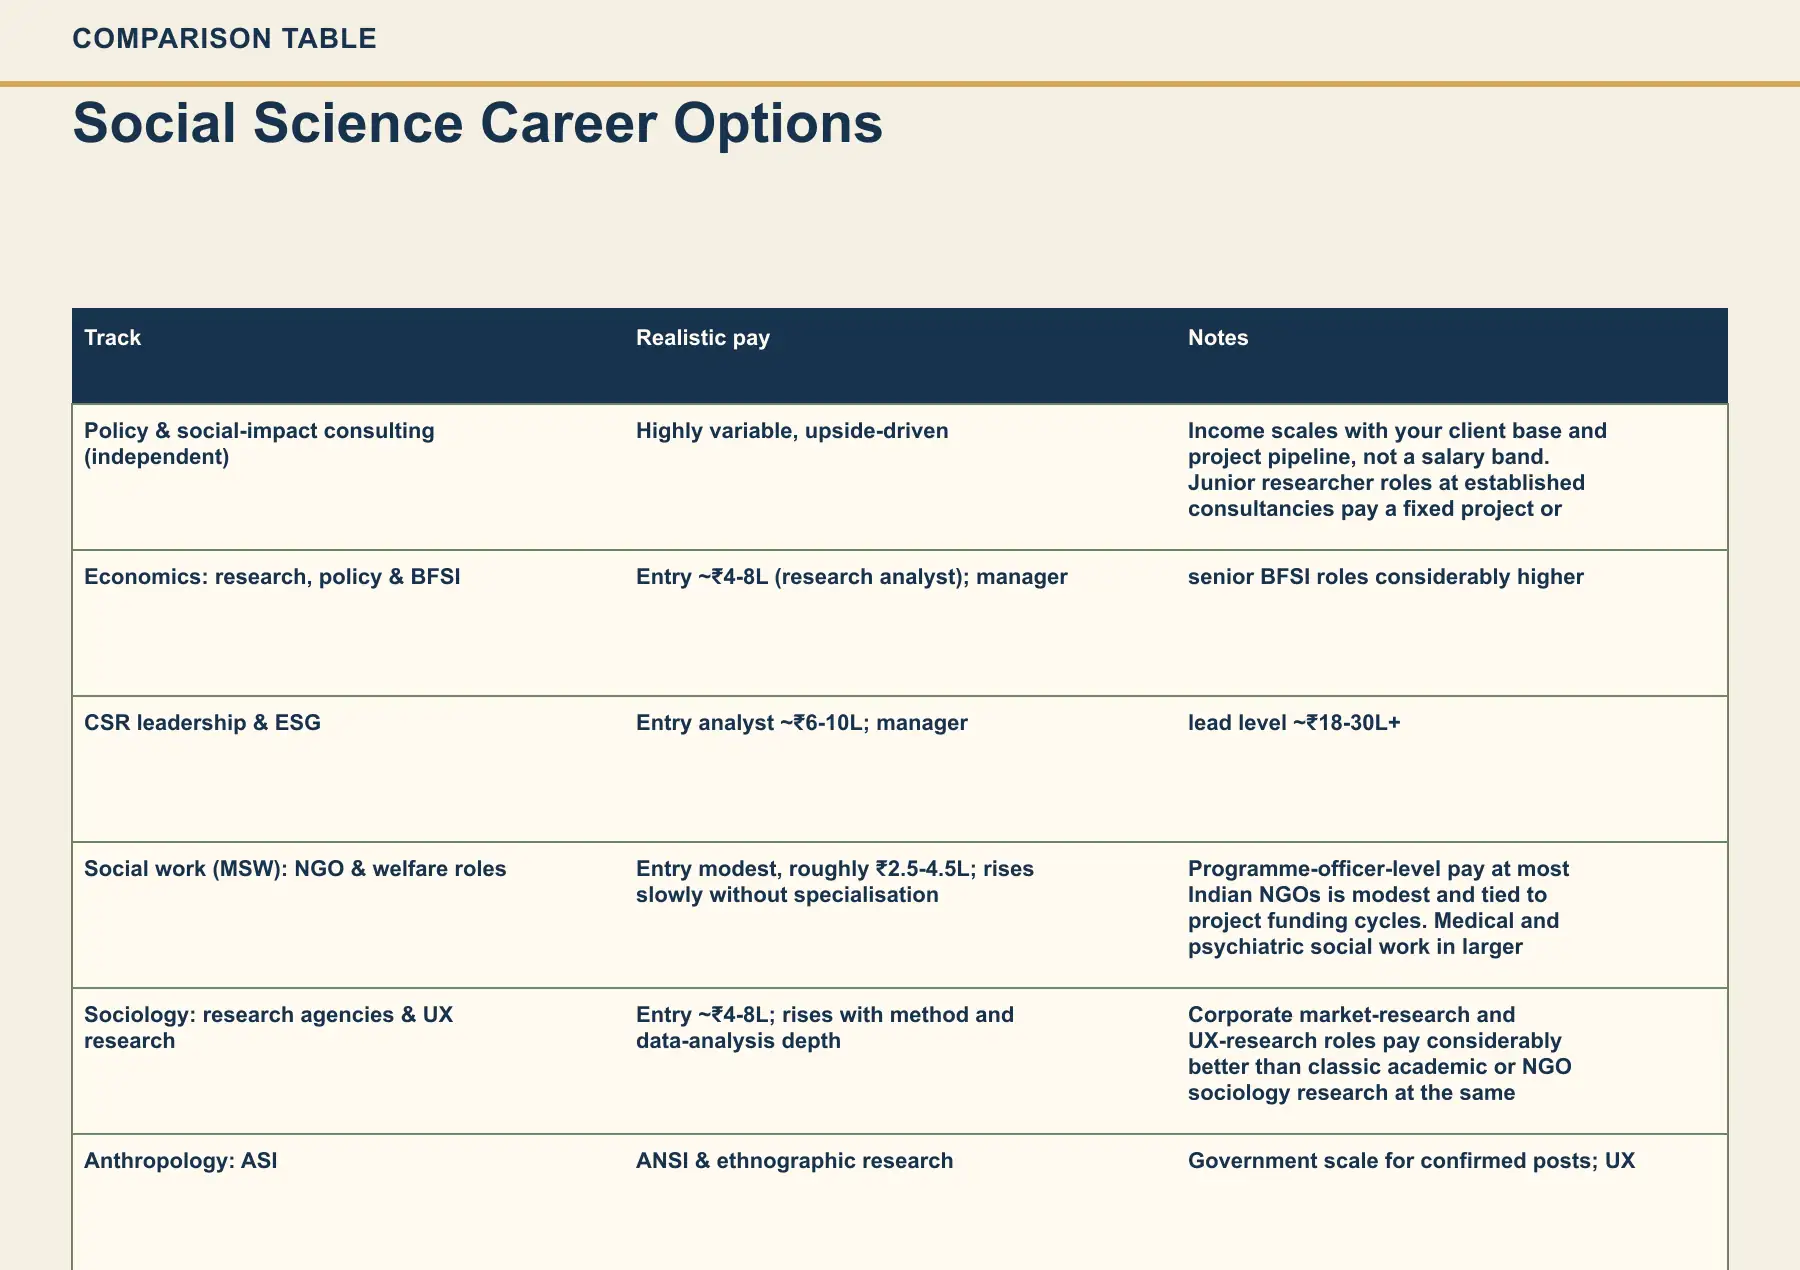 COMPARISON TABLE
Social Science Career Options
Track
Realistic pay
Notes
Policy & social-impact consulting
(independent)
Highly variable, upside-driven
Income scales with your client base and
project pipeline, not a salary band.
Junior researcher roles at established
consultancies pay a fixed project or
Economics: research, policy & BFSI
Entry ~₹4-8L (research analyst); manager
senior BFSI roles considerably higher
CSR leadership & ESG
Entry analyst ~₹6-10L; manager
lead level ~₹18-30L+
Social work (MSW): NGO & welfare roles
Entry modest, roughly ₹2.5-4.5L; rises
slowly without specialisation
Programme-officer-level pay at most
Indian NGOs is modest and tied to
project funding cycles. Medical and
psychiatric social work in larger
Sociology: research agencies & UX
research
Entry ~₹4-8L; rises with method and
data-analysis depth
Corporate market-research and
UX-research roles pay considerably
better than classic academic or NGO
sociology research at the same
Anthropology: ASI
ANSI & ethnographic research
Government scale for confirmed posts; UX